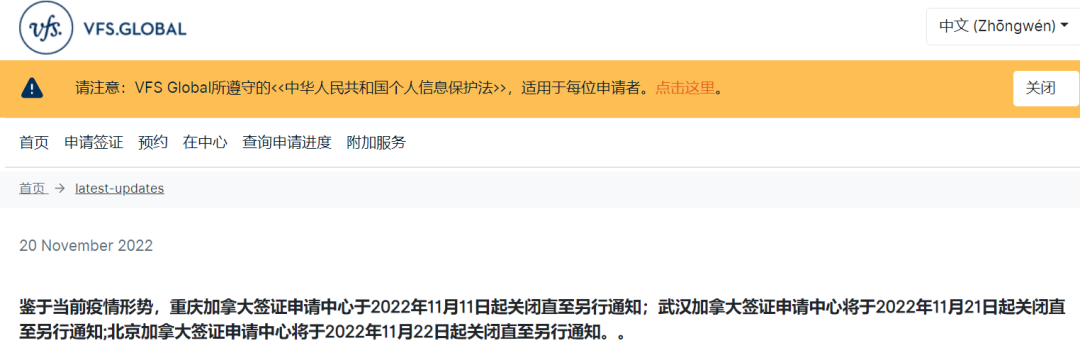 vfs. VFS.GLOBAL
中文 (Zhōngwén)
请注意：VFS Global所遵守的<<中华人民共和国个人信息保护法>>，适用于每位申请者。点击这里。
关闭
首页 申请签证 预约 在中心 查询申请进度 附加服务
首页 → latest-updates
20 November 2022
鉴于当前疫情形势，重庆加拿大签证申请中心于2022年11月11日起关闭直至另行通知；武汉加拿大签证申请中心将于2022年11月21日起关闭直
至另行通知;北京加拿大签证申请中心将于2022年11月22日起关闭直至另行通知。。